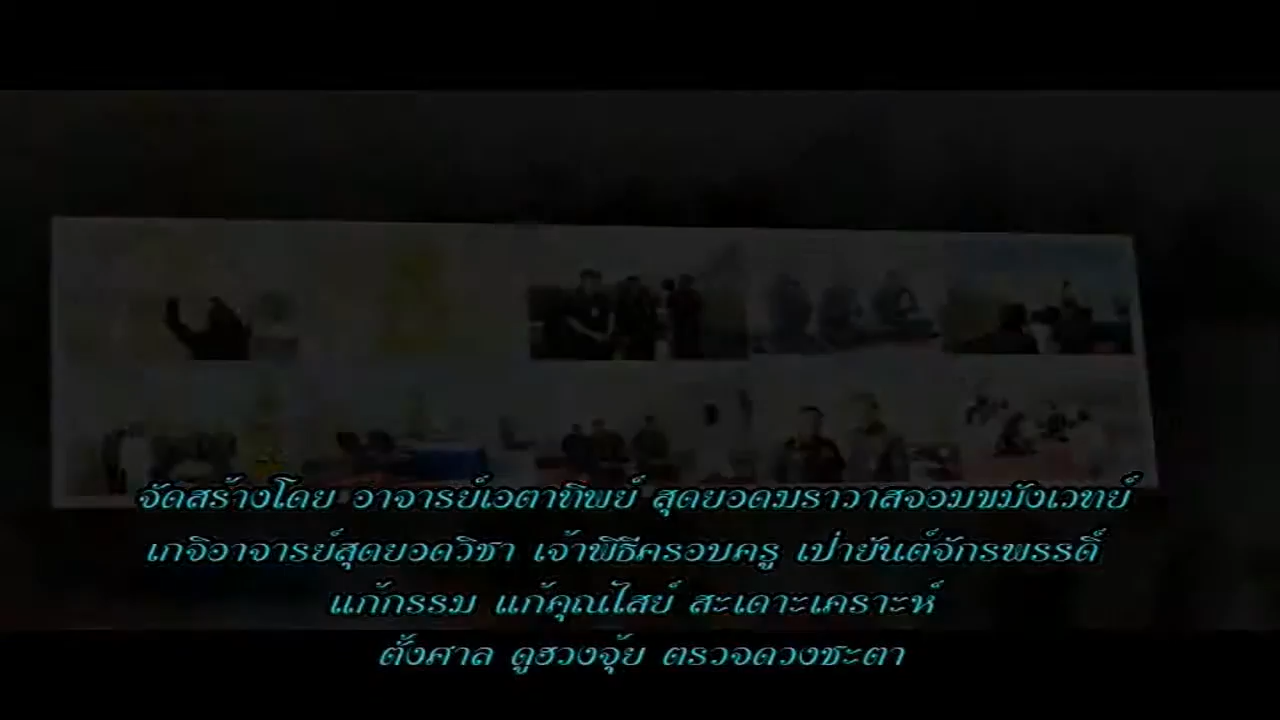 จัดสร้างโดย อาจารย์เวตาทิพย์ สุดยอดฆราวาสจอมขมังเวทย์
เกจิอาจารย์สุดยอดวิชา เจ้าพิธีครอบครู เป่ายันต์จักรพรรดิ์
แก้กรรม แก้คุณไสย์ สะเดาะเคราะห์
ตั้งศาล ดูฮวงจุ้ย ตรวจดวงชะตา